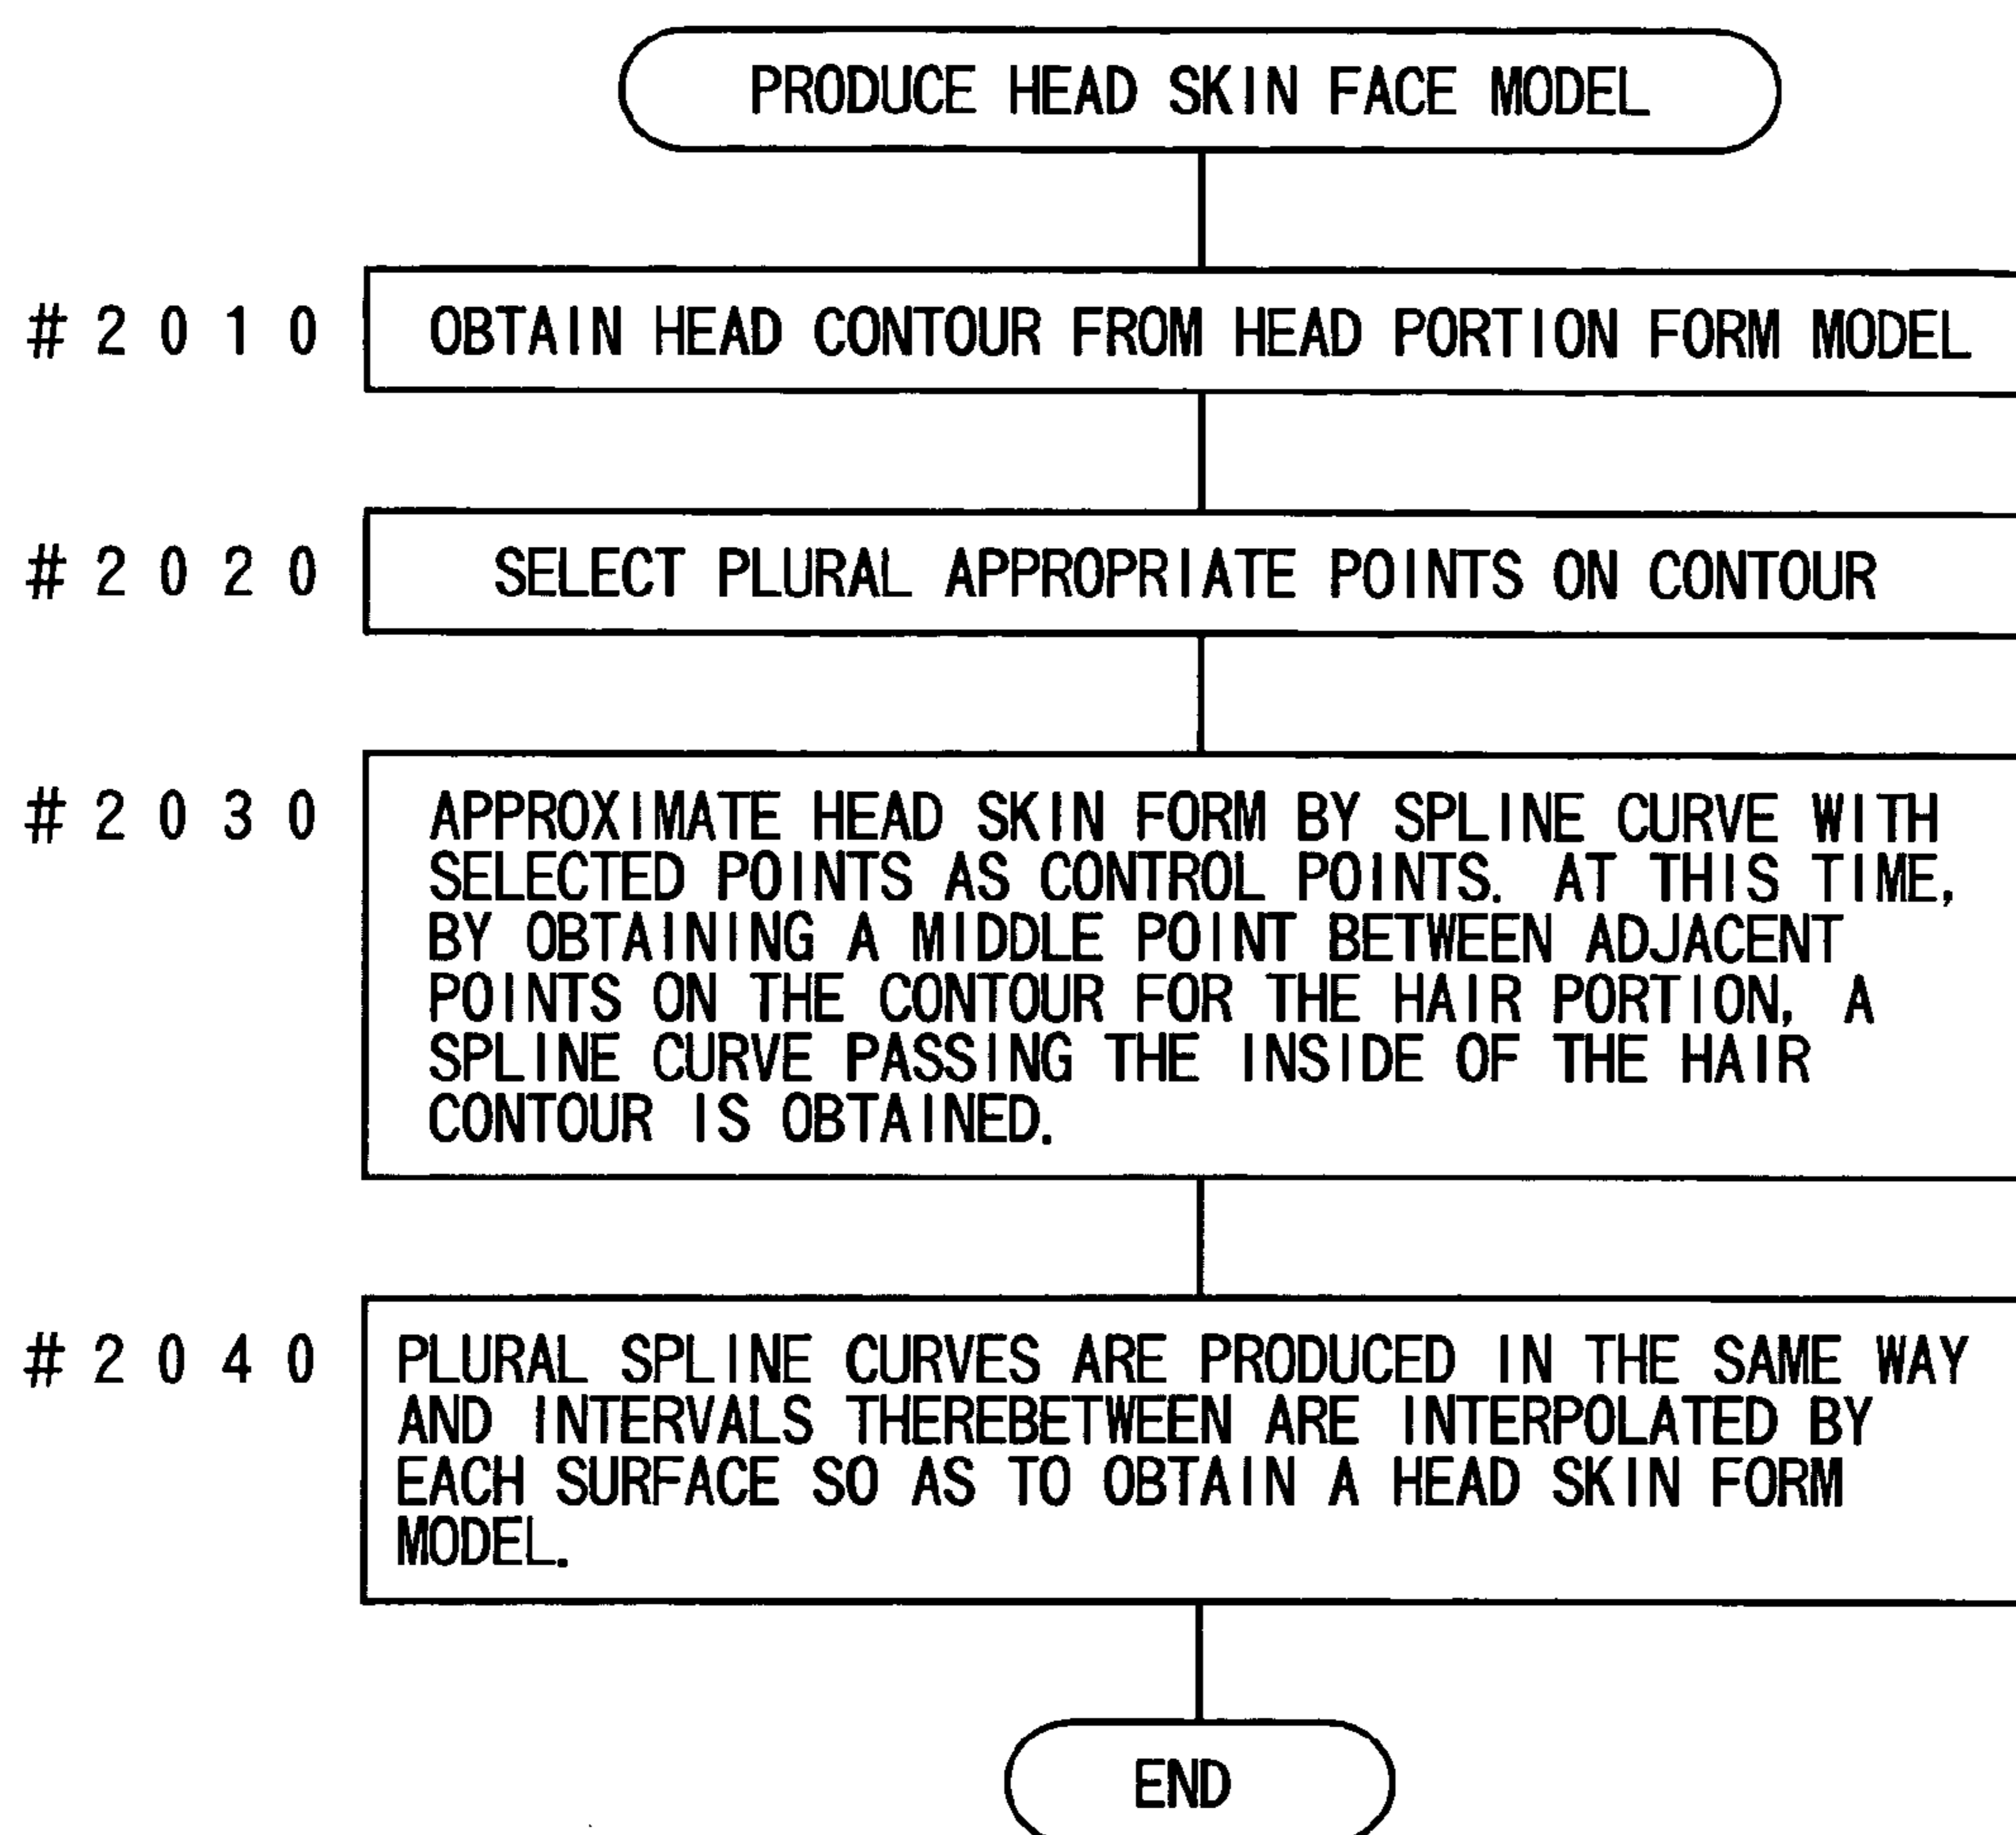 PRODUCE HEAD SKIN FACE MODEL
#2010 OBTAIN HEAD CONTOUR FROM HEAD PORTION FORM MODEL
#2020 SELECT PLURAL APPROPRIATE POINTS ON CONTOUR
#2030 APPROXIMATE HEAD SKIN FORM BY SPLINE CURVE WITH
SELECTED POINTS AS CONTROL POINTS. AT THIS TIME,
BY OBTAINING A MIDDLE POINT BETWEEN ADJACENT
POINTS ON THE CONTOUR FOR THE HAIR PORTION, A
SPLINE CURVE PASSING THE INSIDE OF THE HAIR
CONTOUR IS OBTAINED.
#2040 PLURAL SPLINE CURVES ARE PRODUCED IN THE SAME WAY
AND INTERVALS THEREBETWEEN ARE INTERPOLATED BY
EACH SURFACE SO AS TO OBTAIN A HEAD SKIN FORM
MODEL.
END